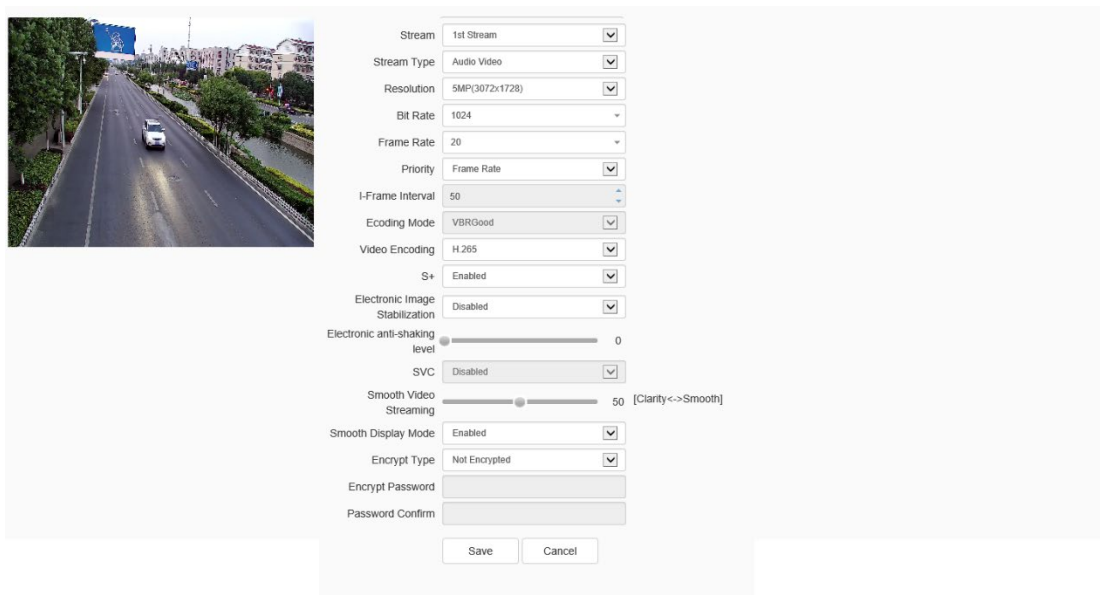 Stream 1st Stream
Stream Type Audio Video
Resolution 5MP(3072x1728)
Bit Rate 1024
Frame Rate 20
Priority Frame Rate
I-Frame Interval 50
Ecoding Mode VBRGood
Video Encoding H.265
S+ Enabled
Electronic Image
Stabilization Disabled
Electronic anti-shaking
level 0
SVC Disabled
Smooth Video
Streaming 50 [Clarity<->Smooth]
Smooth Display Mode Enabled
Encrypt Type Not Encrypted
Encrypt Password
Password Confirm
Save Cancel